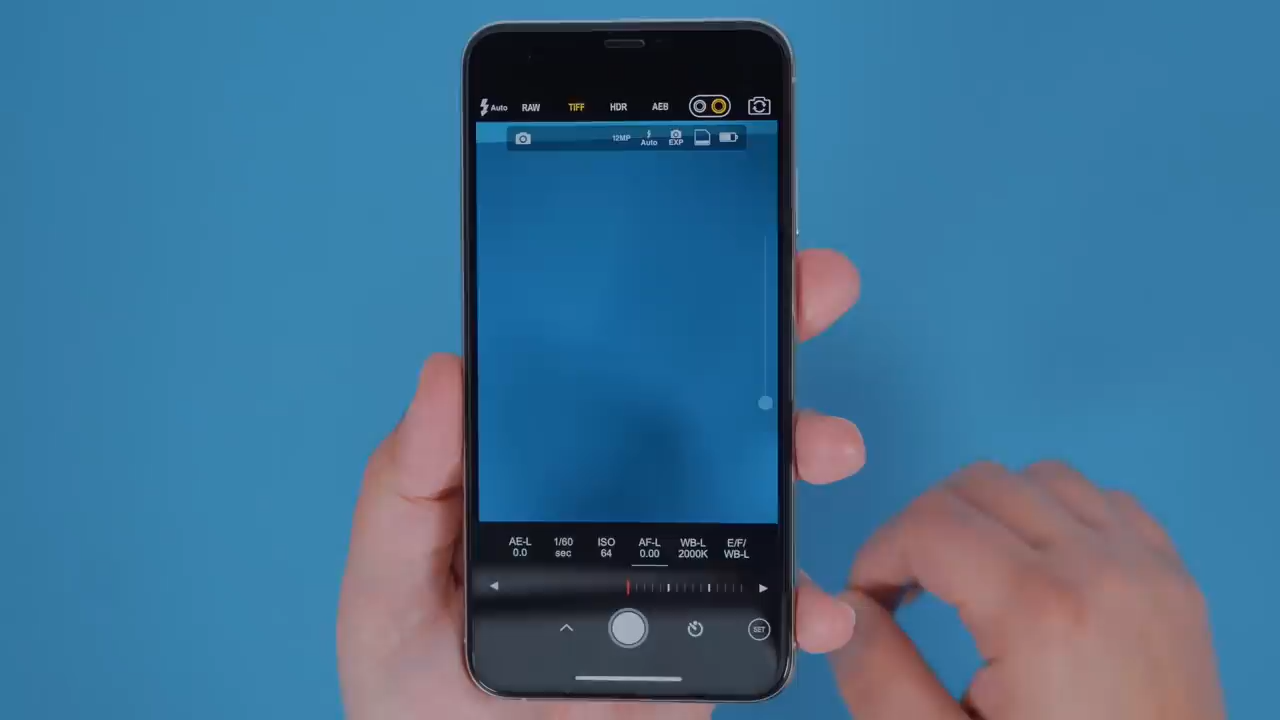 Auto RAW TIFF HDR AEB
12MP Auto EXP
AE-L 1/60 ISO AF-L WB-L E/F/
0.0 sec 64 0.00 2000K WB-L
SET